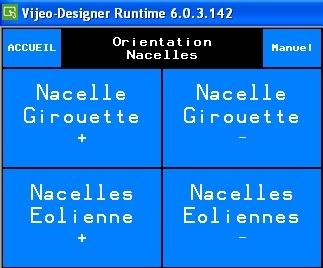 Vijeo-Designer Runtime 6.0.3.142
ACCUEIL
Orientation
Nacelles
Manuel
Nacelle
Girouette
+
Nacelle
Girouette
-
Nacelles
Eolienne
+
Nacelles
Eoliennes
-